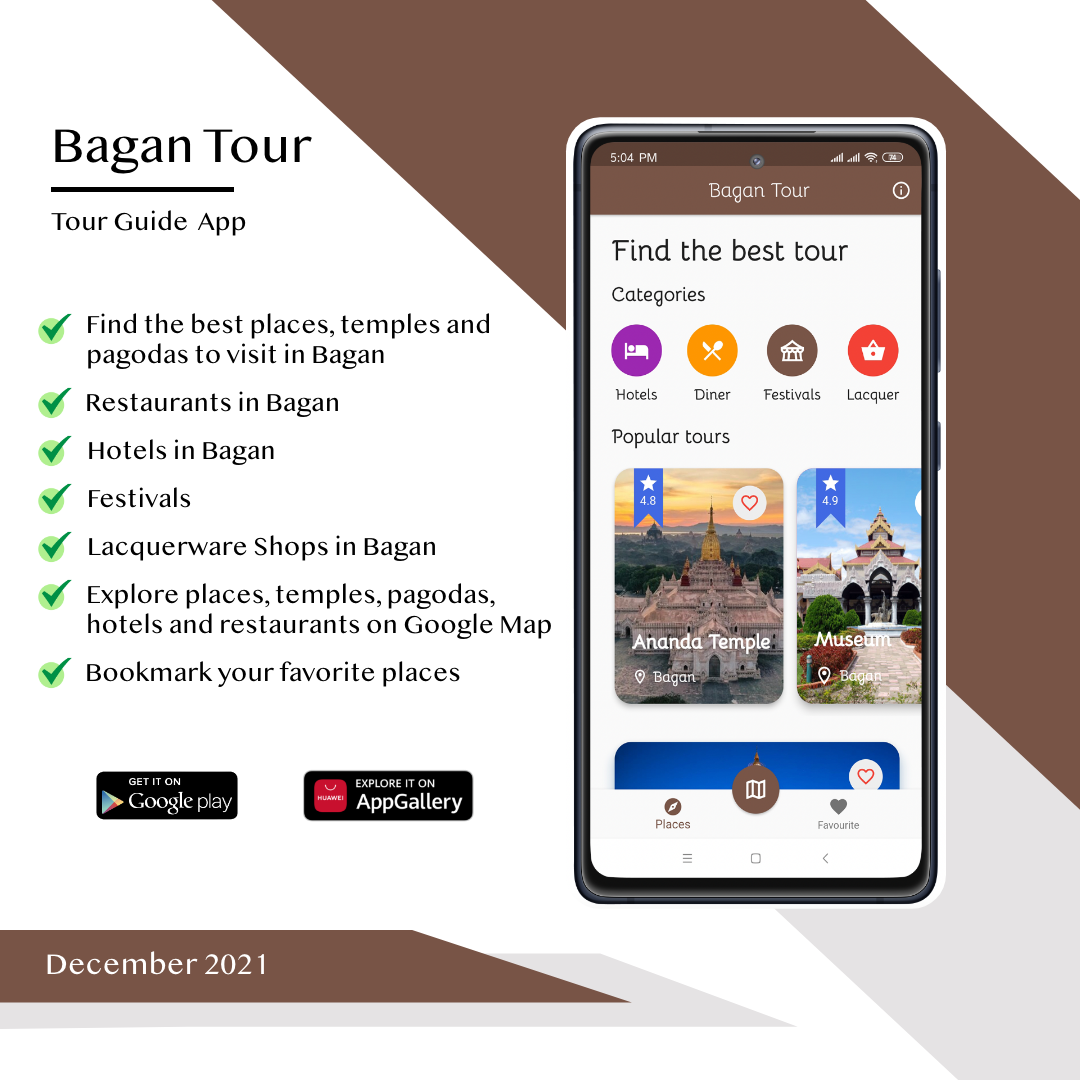 Bagan Tour
Tour Guide App
Find the best places, temples and
pagodas to visit in Bagan
Restaurants in Bagan
Hotels in Bagan
Festivals
Lacquerware Shops in Bagan
Explore places, temples, pagodas,
hotels and restaurants on Google Map
Bookmark your favorite places
GET IT ON
Google play
HUAWEI
EXPLORE IT ON
AppGallery
December 2021
5:04 PM
74
Bagan Tour
Find the best tour
Categories
Hotels
Diner
Festivals
Lacquer
Popular tours
4.8
Ananda Temple
Bagan
4.9
Museum
Bagan
Places
Favourite